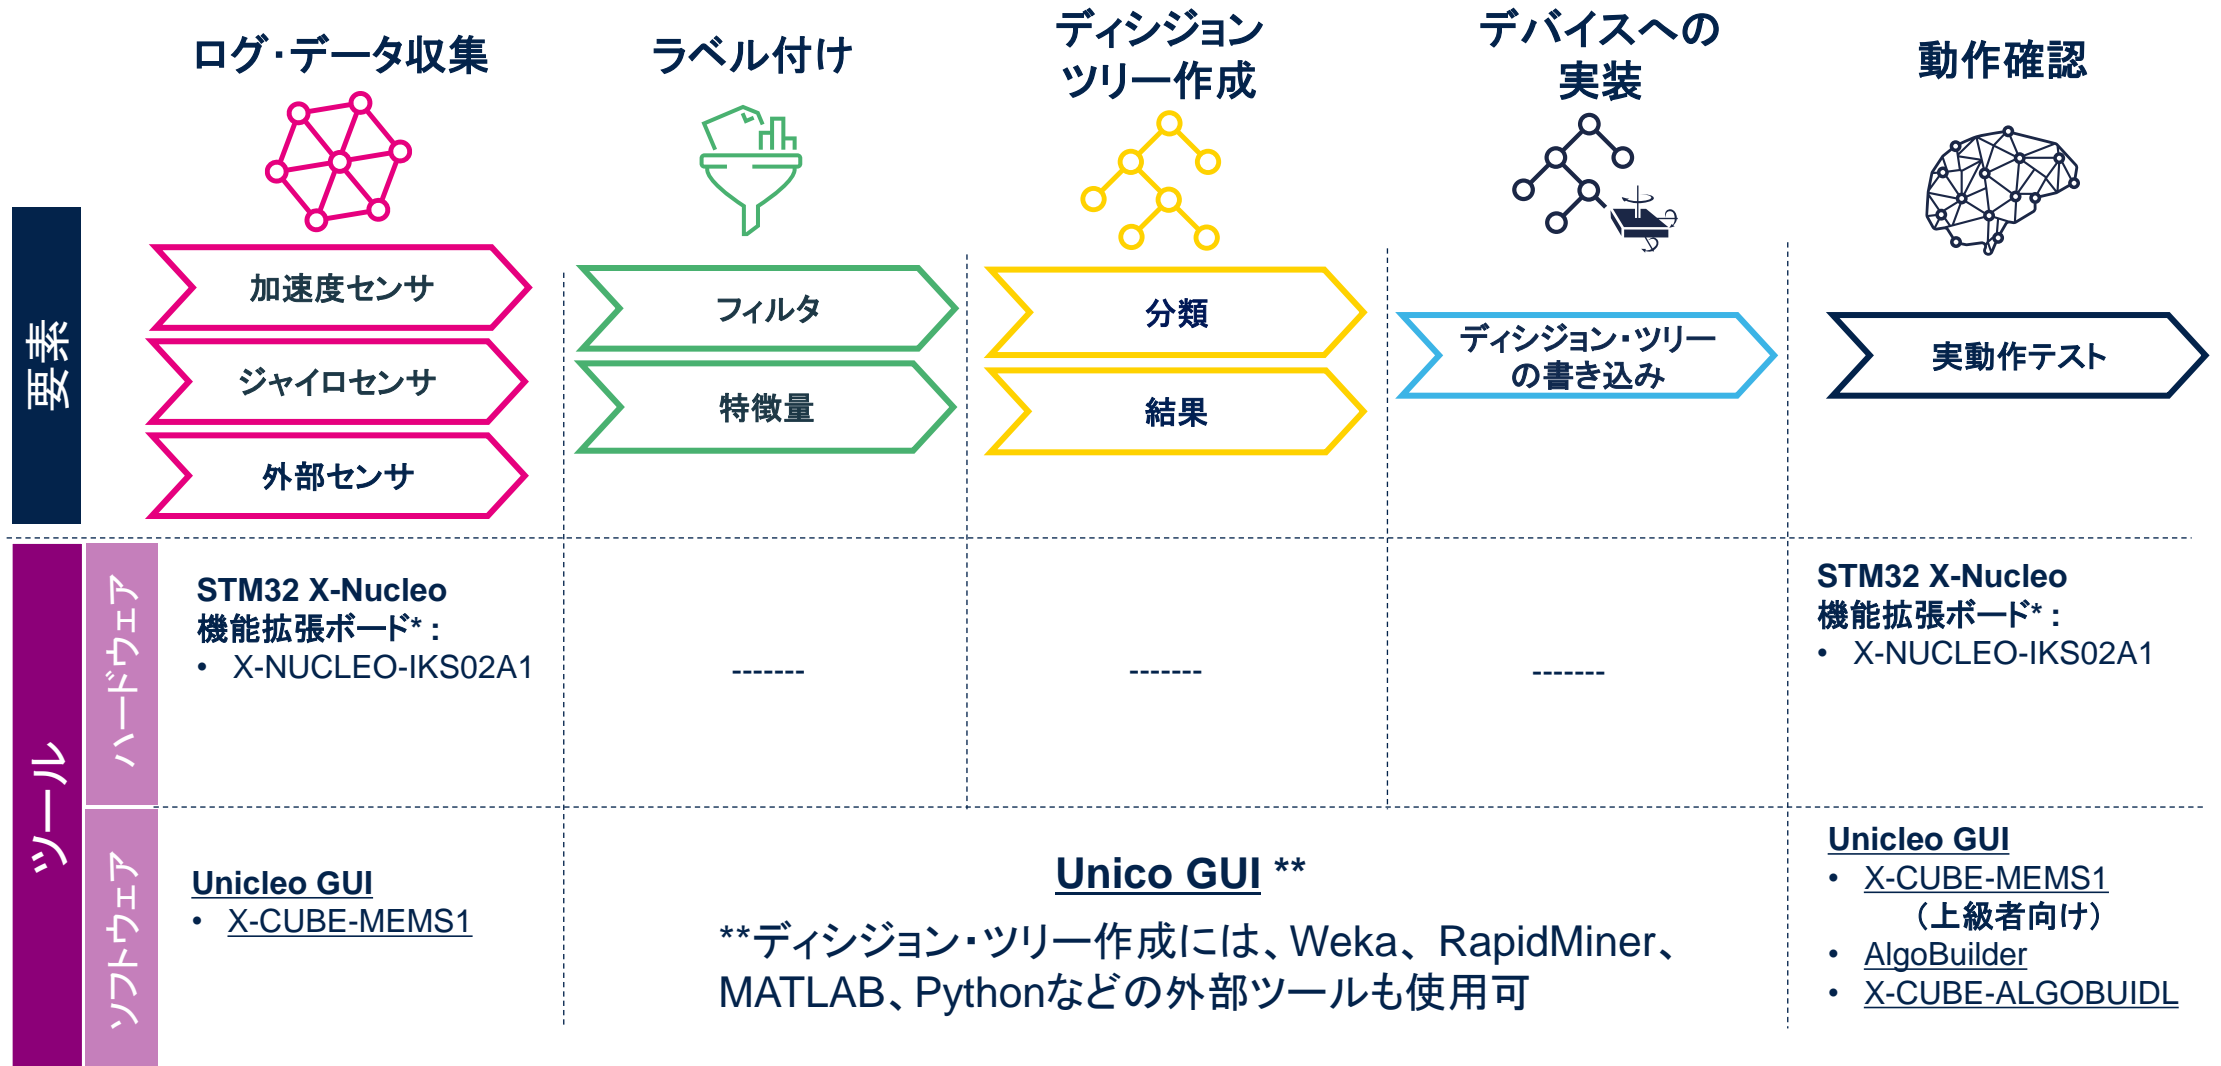 ログ・データ収集
ラベル付け
ディシジョン
ツリー作成
デバイスへの
実装
動作確認
要素
加速度センサ
ジャイロセンサ
外部センサ
フィルタ
特徴量
分類
結果
ディシジョン・ツリー
の書き込み
実動作テスト
ツール
ハードウェア
STM32 X-Nucleo
機能拡張ボード* :
• X-NUCLEO-IKS02A1
-------
-------
-------
STM32 X-Nucleo
機能拡張ボード* :
• X-NUCLEO-IKS02A1
ソフトウェア
Unicleo GUI
• X-CUBE-MEMS1
Unico GUI **
**ディシジョン・ツリー作成には、Weka、RapidMiner、
MATLAB、Pythonなどの外部ツールも使用可
Unicleo GUI
• X-CUBE-MEMS1
（上級者向け）
• AlgoBuilder
• X-CUBE-ALGOBUIDL